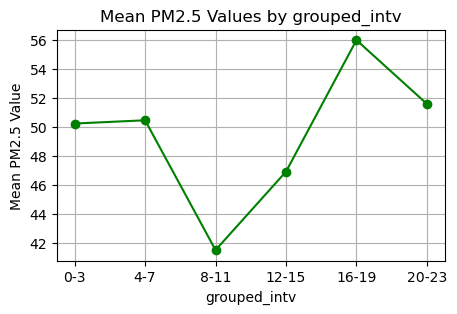 Mean PM2.5 Values by grouped_intv
Mean PM2.5 Value
56
54
52
50
48
46
44
42
0-3 4-7 8-11 12-15 16-19 20-23
grouped_intv